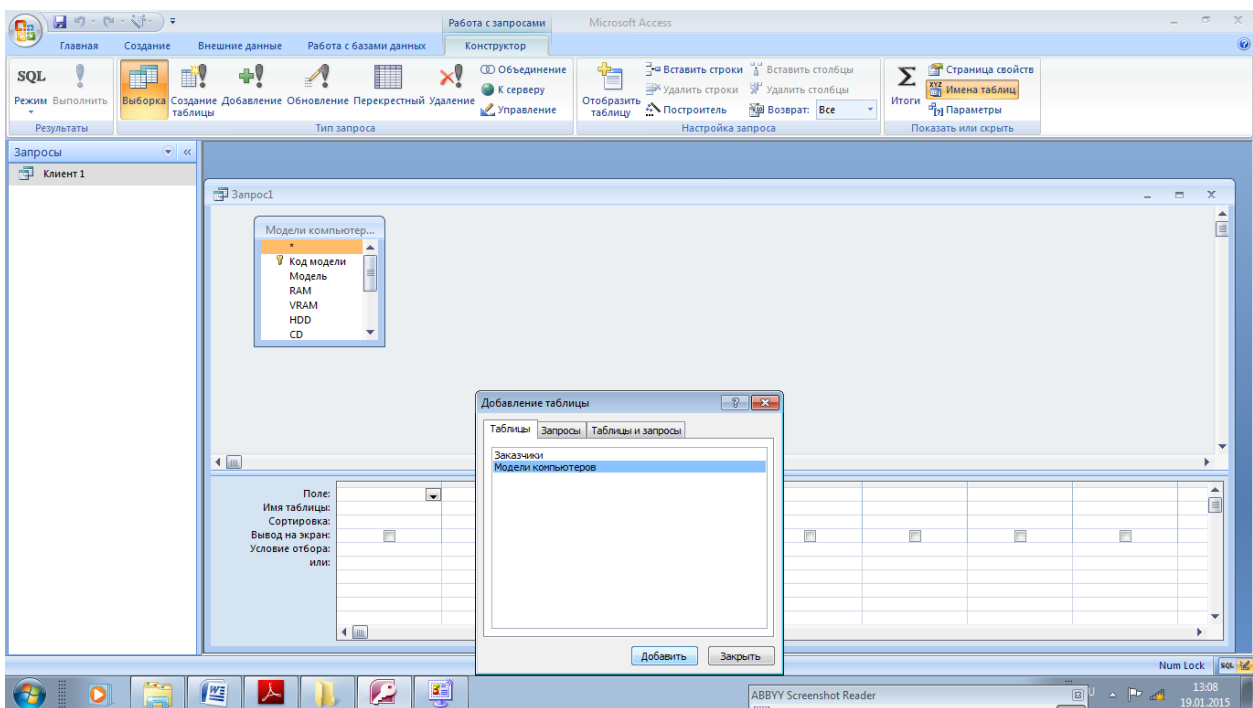 Работа с запросами
Microsoft Access
Главная
Создание
Внешние данные
Работа с базами данных
Конструктор
SQL
Режим
Выполнить
Результаты
Выборка
Создание таблицы
Добавление
Обновление
Перекрестный
Удаление
Объединение
К серверу
Управление
Тип запроса
Отобразить таблицу
Вставить строки
Удалить строки
Построитель
Вставить столбцы
Удалить столбцы
Возврат: Все
Настройка запроса
Итоги
Страница свойств
Имена таблиц
Параметры
Показать или скрыть
Запросы
Клиент 1
Запрос1
Модели компьютер...
*
Код модели
Модель
RAM
VRAM
HDD
CD
Добавление таблицы
Таблицы
Запросы
Таблицы и запросы
Заказчики
Модели компьютеров
Поле:
Имя таблицы:
Сортировка:
Вывод на экран:
Условие отбора:
или:
Добавить
Закрыть
Num Lock
SQL
ABBYY Screenshot Reader
13:08
19.01.2015